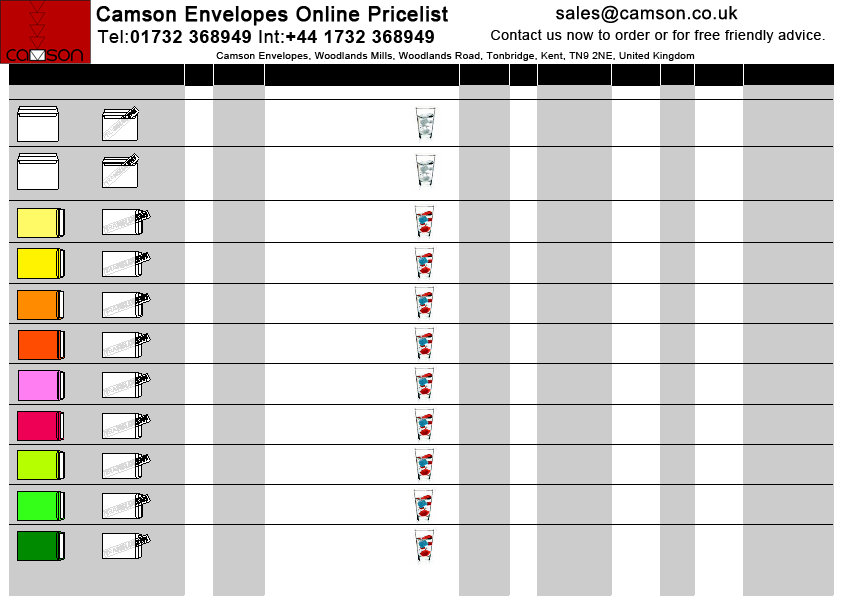 Camson Envelopes Online Pricelist
Tel:01732 368949 Int:+44 1732 368949
sales@camson.co.uk
Contact us now to order or for free friendly advice.
Camson Envelopes, Woodlands Mills, Woodlands Road, Tonbridge, Kent, TN9 2NE, United Kingdom
camson